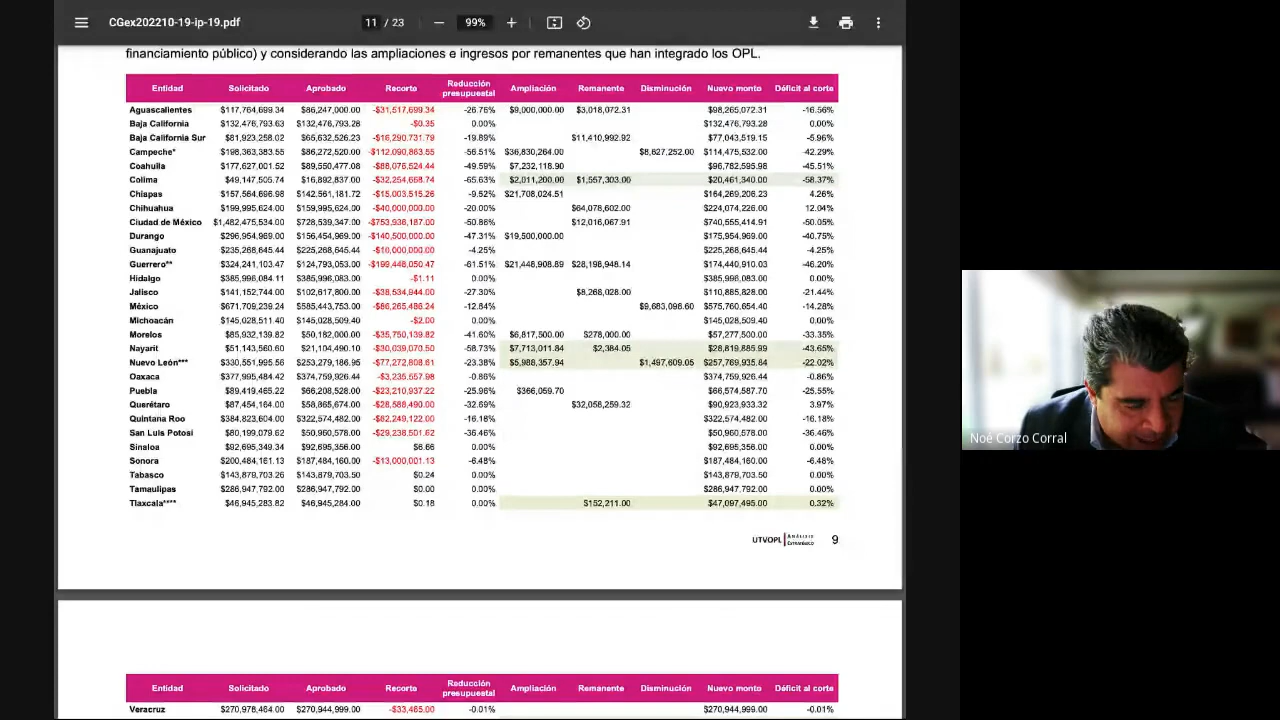 CGex202210-19-ip-19.pdf
11 / 23
99%
financiamiento público) y considerando las ampliaciones e ingresos por remanentes que han integrado los OPL.
Entidad Solicitado Aprobado Recorte Reducción presupuestal Ampliación Remanente Disminución Nuevo monto Déficit al corte
Aguascalientes $117,764,699.34 $86,247,000.00 -$31,517,699.34 -26.76% $9,000,000.00 $3,018,072.31 $98,265,072.31 -16.56%
Baja California $132,476,793.63 $132,476,793.28 -$0.35 0.00% $132,476,793.28 0.00%
Baja California Sur $81,923,258.02 $65,632,526.23 -$16,290,731.79 -19.89% $11,410,992.92 $77,043,519.15 -5.96%
Campeche* $198,363,383.55 $86,272,520.00 -$112,090,863.55 -56.51% $36,830,264.00 $8,627,252.00 $114,475,532.00 -42.29%
Coahuila $177,627,001.52 $89,550,477.08 -$88,076,524.44 -49.59% $7,232,118.90 $96,782,595.98 -45.51%
Colima $49,147,505.74 $16,892,837.00 -$32,254,668.74 -65.63% $2,011,200.00 $1,557,303.00 $20,461,340.00 -58.37%
Chispas $157,564,696.98 $142,561,181.72 -$15,003,515.26 -9.52% $21,708,024.51 $164,269,206.23 4.26%
Chihuahua $199,995,624.00 $159,995,624.00 -$40,000,000.00 -20.00% $64,078,602.00 $224,074,226.00 12.04%
Ciudad de México $1,482,475,534.00 $728,539,347.00 -$753,936,187.00 -50.86% $12,016,067.91 $740,555,414.91 -50.05%
Durango $296,954,969.00 $156,454,969.00 -$140,500,000.00 -47.31% $19,500,000.00 $175,954,969.00 -40.75%
Guanajuato $235,268,645.44 $225,268,645.44 -$10,000,000.00 -4.25% $225,268,645.44 -4.25%
Guerrero** $324,241,103.47 $124,793,053.00 -$199,448,050.47 -61.51% $21,448,908.89 $28,198,948.14 $174,440,910.03 -46.20%
Hidalgo $385,996,084.11 $385,996,083.00 -$1.11 0.00% $385,996,083.00 0.00%
Jalisco $141,152,744.00 $102,617,800.00 -$38,534,944.00 -27.30% $8,268,028.00 $110,885,828.00 -21.44%
México $671,709,239.24 $585,443,753.00 -$86,265,486.24 -12.84% $9,683,098.60 $575,760,654.40 -14.28%
Michoacán $145,028,511.40 $145,028,509.40 -$2.00 0.00% $145,028,509.40 0.00%
Morelos $85,932,139.82 $50,182,000.00 -$35,750,139.82 -41.60% $6,817,500.00 $278,000.00 $57,277,500.00 -33.35%
Nayarit $51,143,560.60 $21,104,490.10 -$30,039,070.50 -58.73% $7,713,011.84 $2,384.05 $28,819,885.99 -43.65%
Nuevo León*** $330,551,995.56 $253,279,186.95 -$77,272,808.61 -23.38% $5,988,357.94 $1,497,609.05 $257,769,935.84 -22.02%
Oaxaca $377,995,484.42 $374,759,926.44 -$3,235,557.98 -0.86% $374,759,926.44 -0.86%
Puebla $89,419,465.22 $66,208,528.00 -$23,210,937.22 -25.96% $366,059.70 $66,574,587.70 -25.55%
Querétaro $87,454,164.00 $58,865,674.00 -$28,588,490.00 -32.69% $32,058,259.32 $90,923,933.32 3.97%
Quintana Roo $384,823,604.00 $322,574,482.00 -$62,249,122.00 -16.18% $322,574,482.00 -16.18%
San Luis Potosí $80,199,079.62 $50,960,578.00 -$29,238,501.62 -36.46% $50,960,578.00 -36.46%
Sinaloa $92,695,349.34 $92,695,356.00 $6.66 0.00% $92,695,356.00 0.00%
Sonora $200,484,161.13 $187,484,160.00 -$13,000,001.13 -6.48% $187,484,160.00 -6.48%
Tabasco $143,879,703.26 $143,879,703.50 $0.24 0.00% $143,879,703.50 0.00%
Tamaulipas $286,947,792.00 $286,947,792.00 $0.00 0.00% $286,947,792.00 0.00%
Tlaxcala**** $46,945,283.82 $46,945,284.00 $0.18 0.00% $152,211.00 $47,097,495.00 0.32%
UTVOPL ANÁLISIS ESTRATÉGICO 9
Entidad Solicitado Aprobado Recorte Reducción presupuestal Ampliación Remanente Disminución Nuevo monto Déficit al corte
Veracruz $270,978,464.00 $270,944,999.00 -$33,465.00 -0.01% $270,944,999.00 -0.01%
Noé Corzo Corral